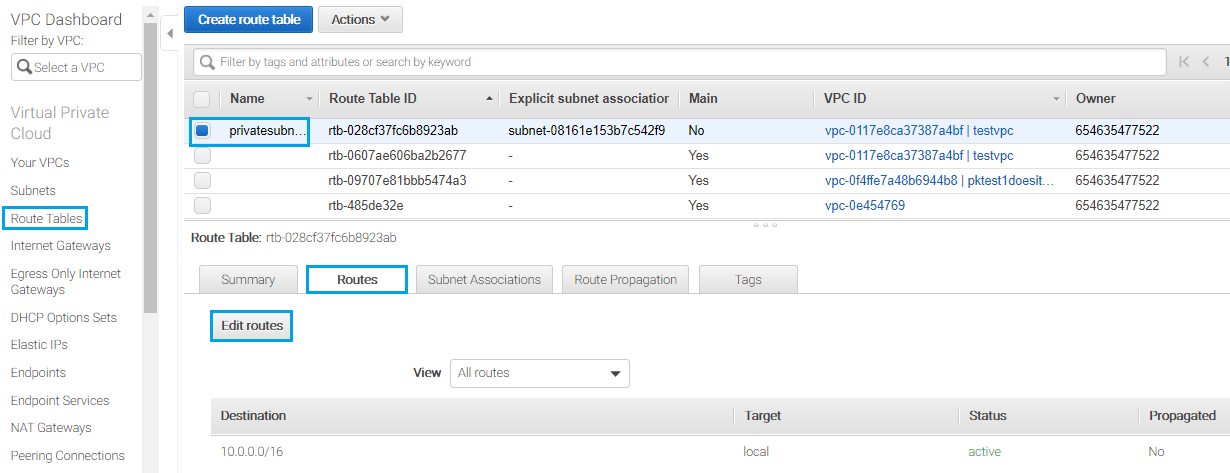 VPC Dashboard
Filter by VPC:
Select a VPC
Virtual Private
Cloud
Your VPCs
Subnets
Route Tables
Internet Gateways
Egress Only Internet
Gateways
DHCP Options Sets
Elastic IPs
Endpoints
Endpoint Services
NAT Gateways
Peering Connections
Create route table Actions
Filter by tags and attributes or search by keyword 1
Name Route Table ID Explicit subnet association Main VPC ID Owner
privatesubn... rtb-028cf37fc6b8923ab subnet-08161e153b7c542f9 No vpc-0117e8ca37387a4bf | testvpc 654635477522
rtb-0607ae606ba2b2677 - Yes vpc-0117e8ca37387a4bf | testvpc 654635477522
rtb-09707e81bbb5474a3 - Yes vpc-0f4ffe7a48b6944b8 | pktest1doesit... 654635477522
rtb-485de32e - Yes vpc-0e454769 654635477522
Route Table: rtb-028cf37fc6b8923ab
Summary Routes Subnet Associations Route Propagation Tags
Edit routes
View All routes
Destination Target Status Propagated
10.0.0.0/16 local active No